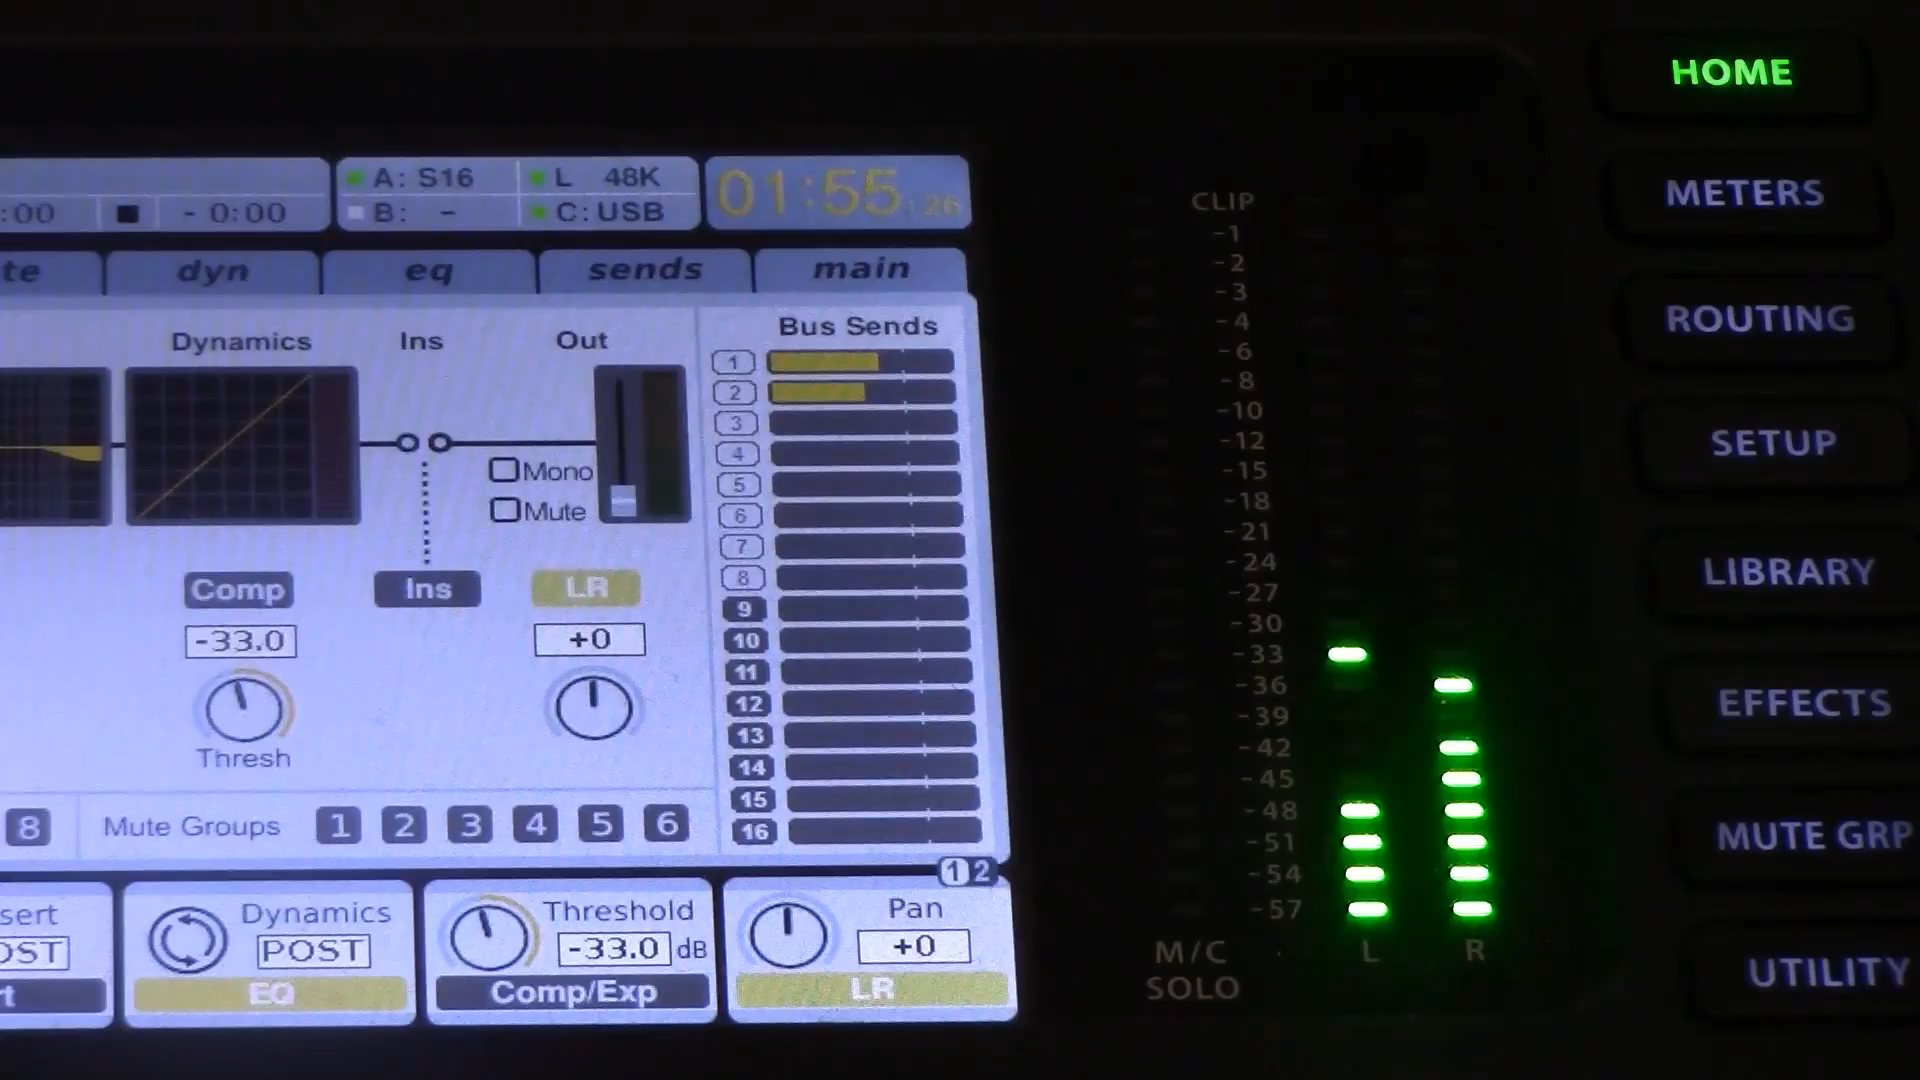 :00
- 0:00
A: S16
L 48K
B: -
C: USB
01:55:26
te
dyn
eq
sends
main
Dynamics
Ins
Out
Mono
Mute
Comp
Ins
LR
-33.0
+0
Thresh
Bus Sends
1
2
3
4
5
6
7
8
9
10
11
12
13
14
15
16
8
Mute Groups
1
2
3
4
5
6
1 2
sert
OST
t
Dynamics
POST
EQ
Threshold
-33.0 dB
Comp/Exp
Pan
+0
LR
CLIP
-1
-2
-3
-4
-6
-8
-10
-12
-15
-18
-21
-24
-27
-30
-33
-36
-39
-42
-45
-48
-51
-54
-57
M/C
SOLO
L
R
HOME
METERS
ROUTING
SETUP
LIBRARY
EFFECTS
MUTE GRP
UTILITY